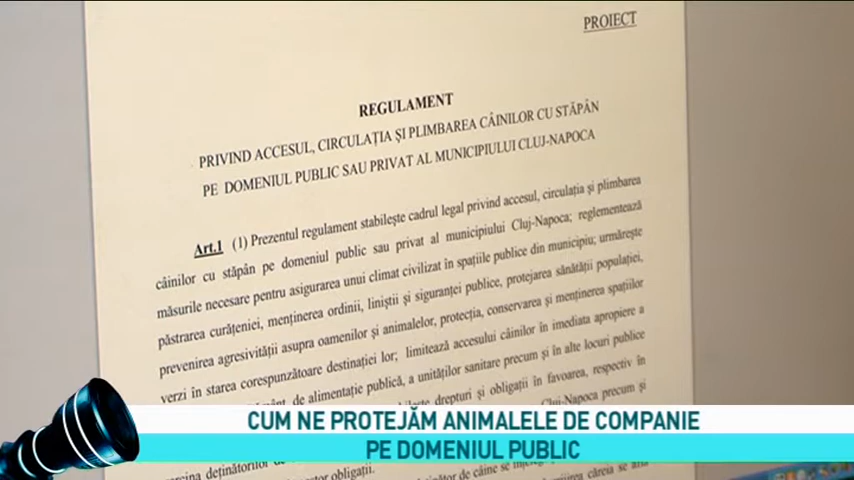 PROIECT
REGULAMENT
PRIVIND ACCESUL, CIRCULAȚIA ȘI PLIMBAREA CÂINILOR CU STĂPÂN
PE DOMENIUL PUBLIC SAU PRIVAT AL MUNICIPIULUI CLUJ-NAPOCA
Art.1 (1) Prezentul regulament stabilește cadrul legal privind accesul, circulația și plimbarea
câinilor cu stăpân pe domeniul public sau privat al municipiului Cluj-Napoca; reglementează
măsurile necesare pentru asigurarea unui climat civilizat în spațiile publice din municipiu; urmărește
păstrarea curățeniei, menținerea ordinii, liniștii și siguranței publice, protejarea sănătății populației,
prevenirea agresivității asupra oamenilor și animalelor, protecția, conservarea și menținerea spațiilor
verzi în starea corespunzătoare destinației lor; limitează accesului câinilor în imediata apropiere a
de alimentație publică, a unităților sanitare precum și în alte locuri publice
drepturi și obligații în favoarea, respectiv în
Cluj-Napoca precum și
deținătorilor
obligații.
de câine se
CUM NE PROTEJĂM ANIMALELE DE COMPANIE
PE DOMENIUL PUBLIC